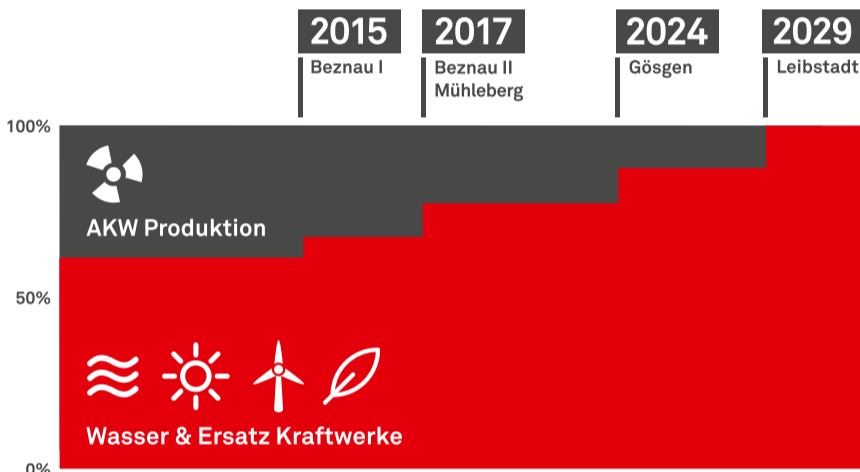 2015
Beznau I
2017
Beznau II
Mühleberg
2024
Gösgen
2029
Leibstadt
100%
AKW Produktion
50%
Wasser & Ersatz Kraftwerke
0%